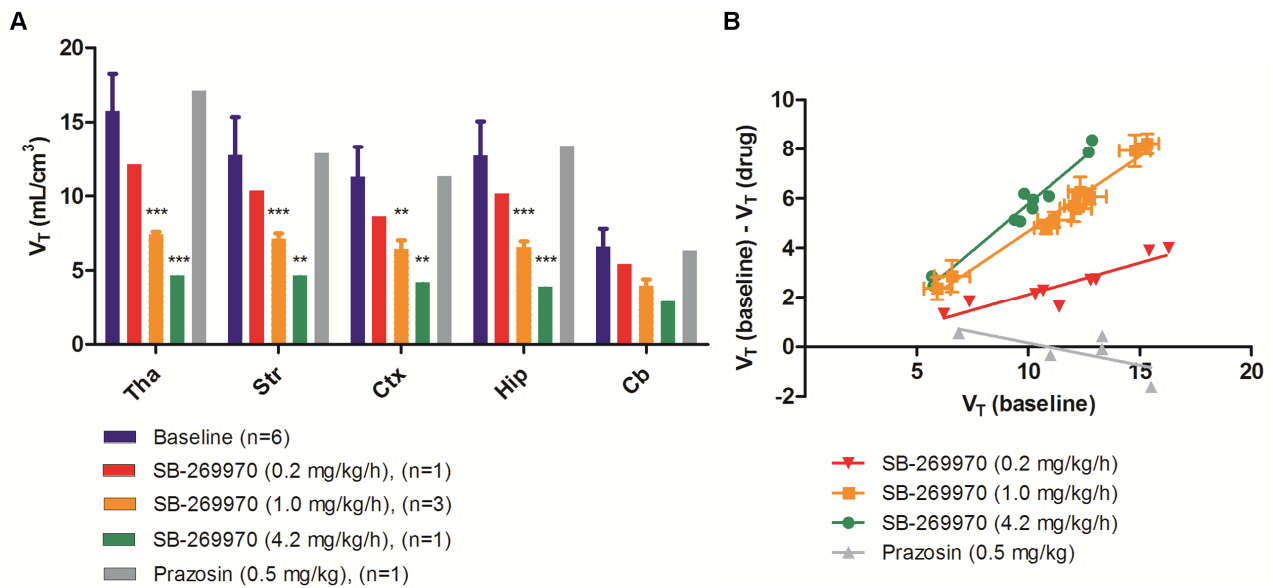 A
V_T (mL/cm³)
20
15
10
5
0
***
***
***
**
**
**
***
***
Tha
Str
Ctx
Hip
Cb
Baseline (n=6)
SB-269970 (0.2 mg/kg/h), (n=1)
SB-269970 (1.0 mg/kg/h), (n=3)
SB-269970 (4.2 mg/kg/h), (n=1)
Prazosin (0.5 mg/kg), (n=1)
B
V_T (baseline) - V_T (drug)
10
8
6
4
2
0
-2
5
10
15
20
V_T (baseline)
SB-269970 (0.2 mg/kg/h)
SB-269970 (1.0 mg/kg/h)
SB-269970 (4.2 mg/kg/h)
Prazosin (0.5 mg/kg)